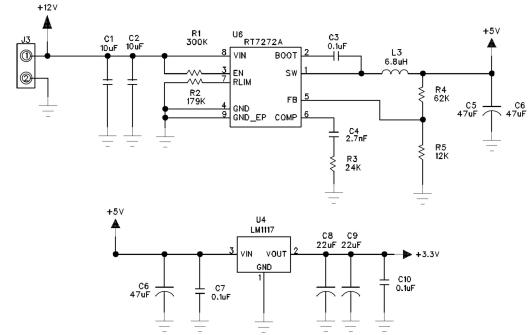 +12V
+5V
J3
1
2
C1
10uF
C2
10uF
R1
300K
U6
RT7272A
8 VIN
BOOT 2
3 EN
SW 1
7 RLIM
FB 5
4 GND
9 GND_EP
COMP 6
R2
179K
C3
0.1uF
L3
6.8uH
R4
62K
C5
47uF
C6
47uF
C4
2.7nF
R3
24K
R5
12K
+5V
U4
LM1117
3 VIN
VOUT 2
GND
1
C6
47uF
C7
0.1uF
C8
22uF
C9
22uF
+3.3V
C10
0.1uF